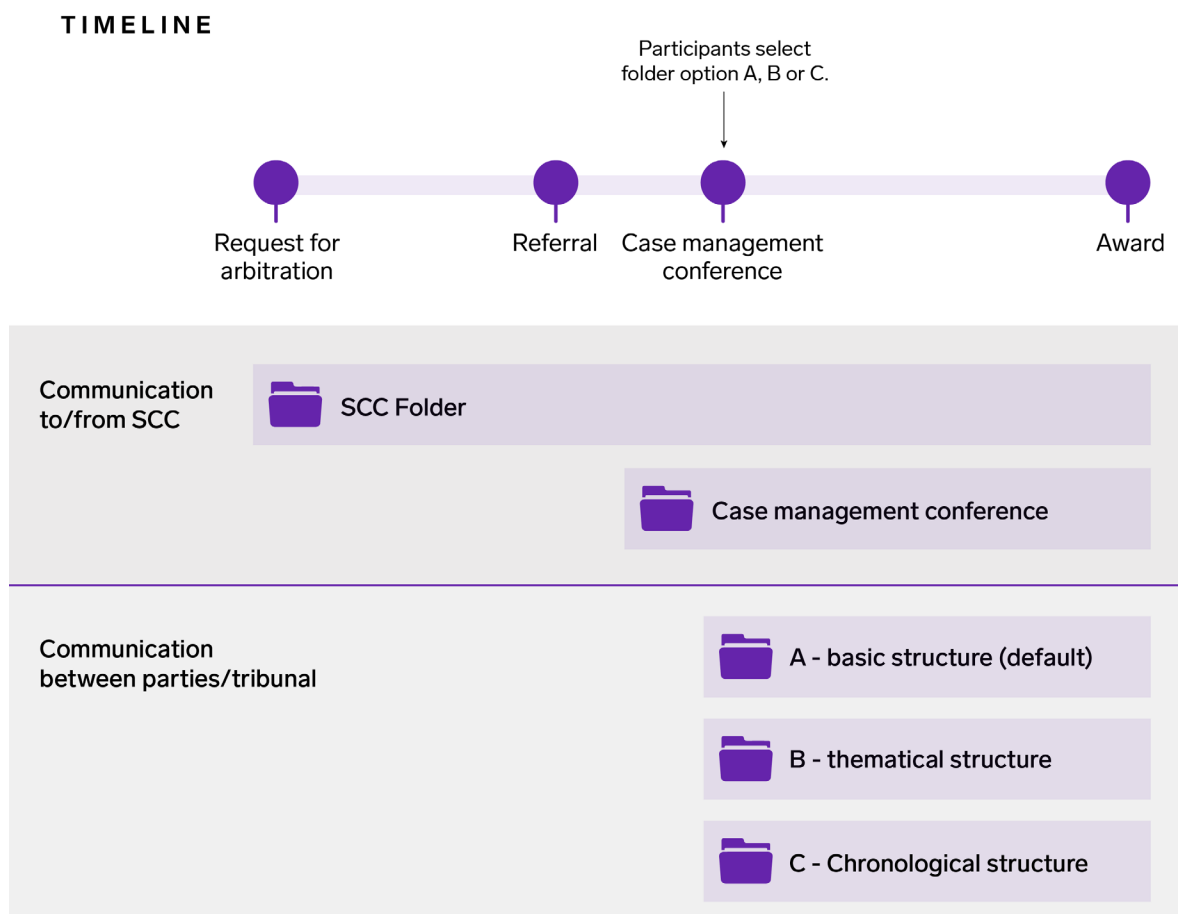 TIMELINE
Participants select
folder option A, B or C.
Request for
arbitration
Referral
Case management
conference
Award
Communication
to/from SCC
SCC Folder
Case management conference
Communication
between parties/tribunal
A - basic structure (default)
B - thematical structure
C - Chronological structure